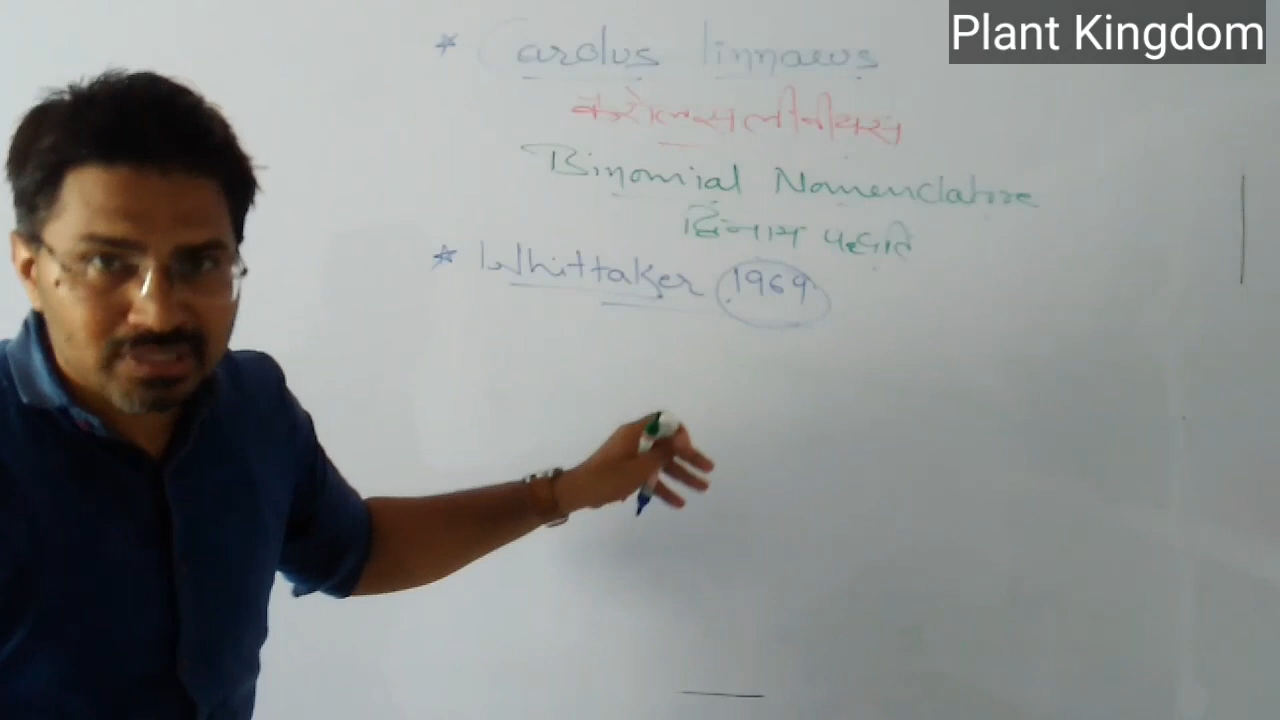 Plant Kingdom
* Carolus linnaeus
कैरोलस लीनीयस
Binomial Nomenclature
द्विनाम पद्धति
* Whittaker 1969